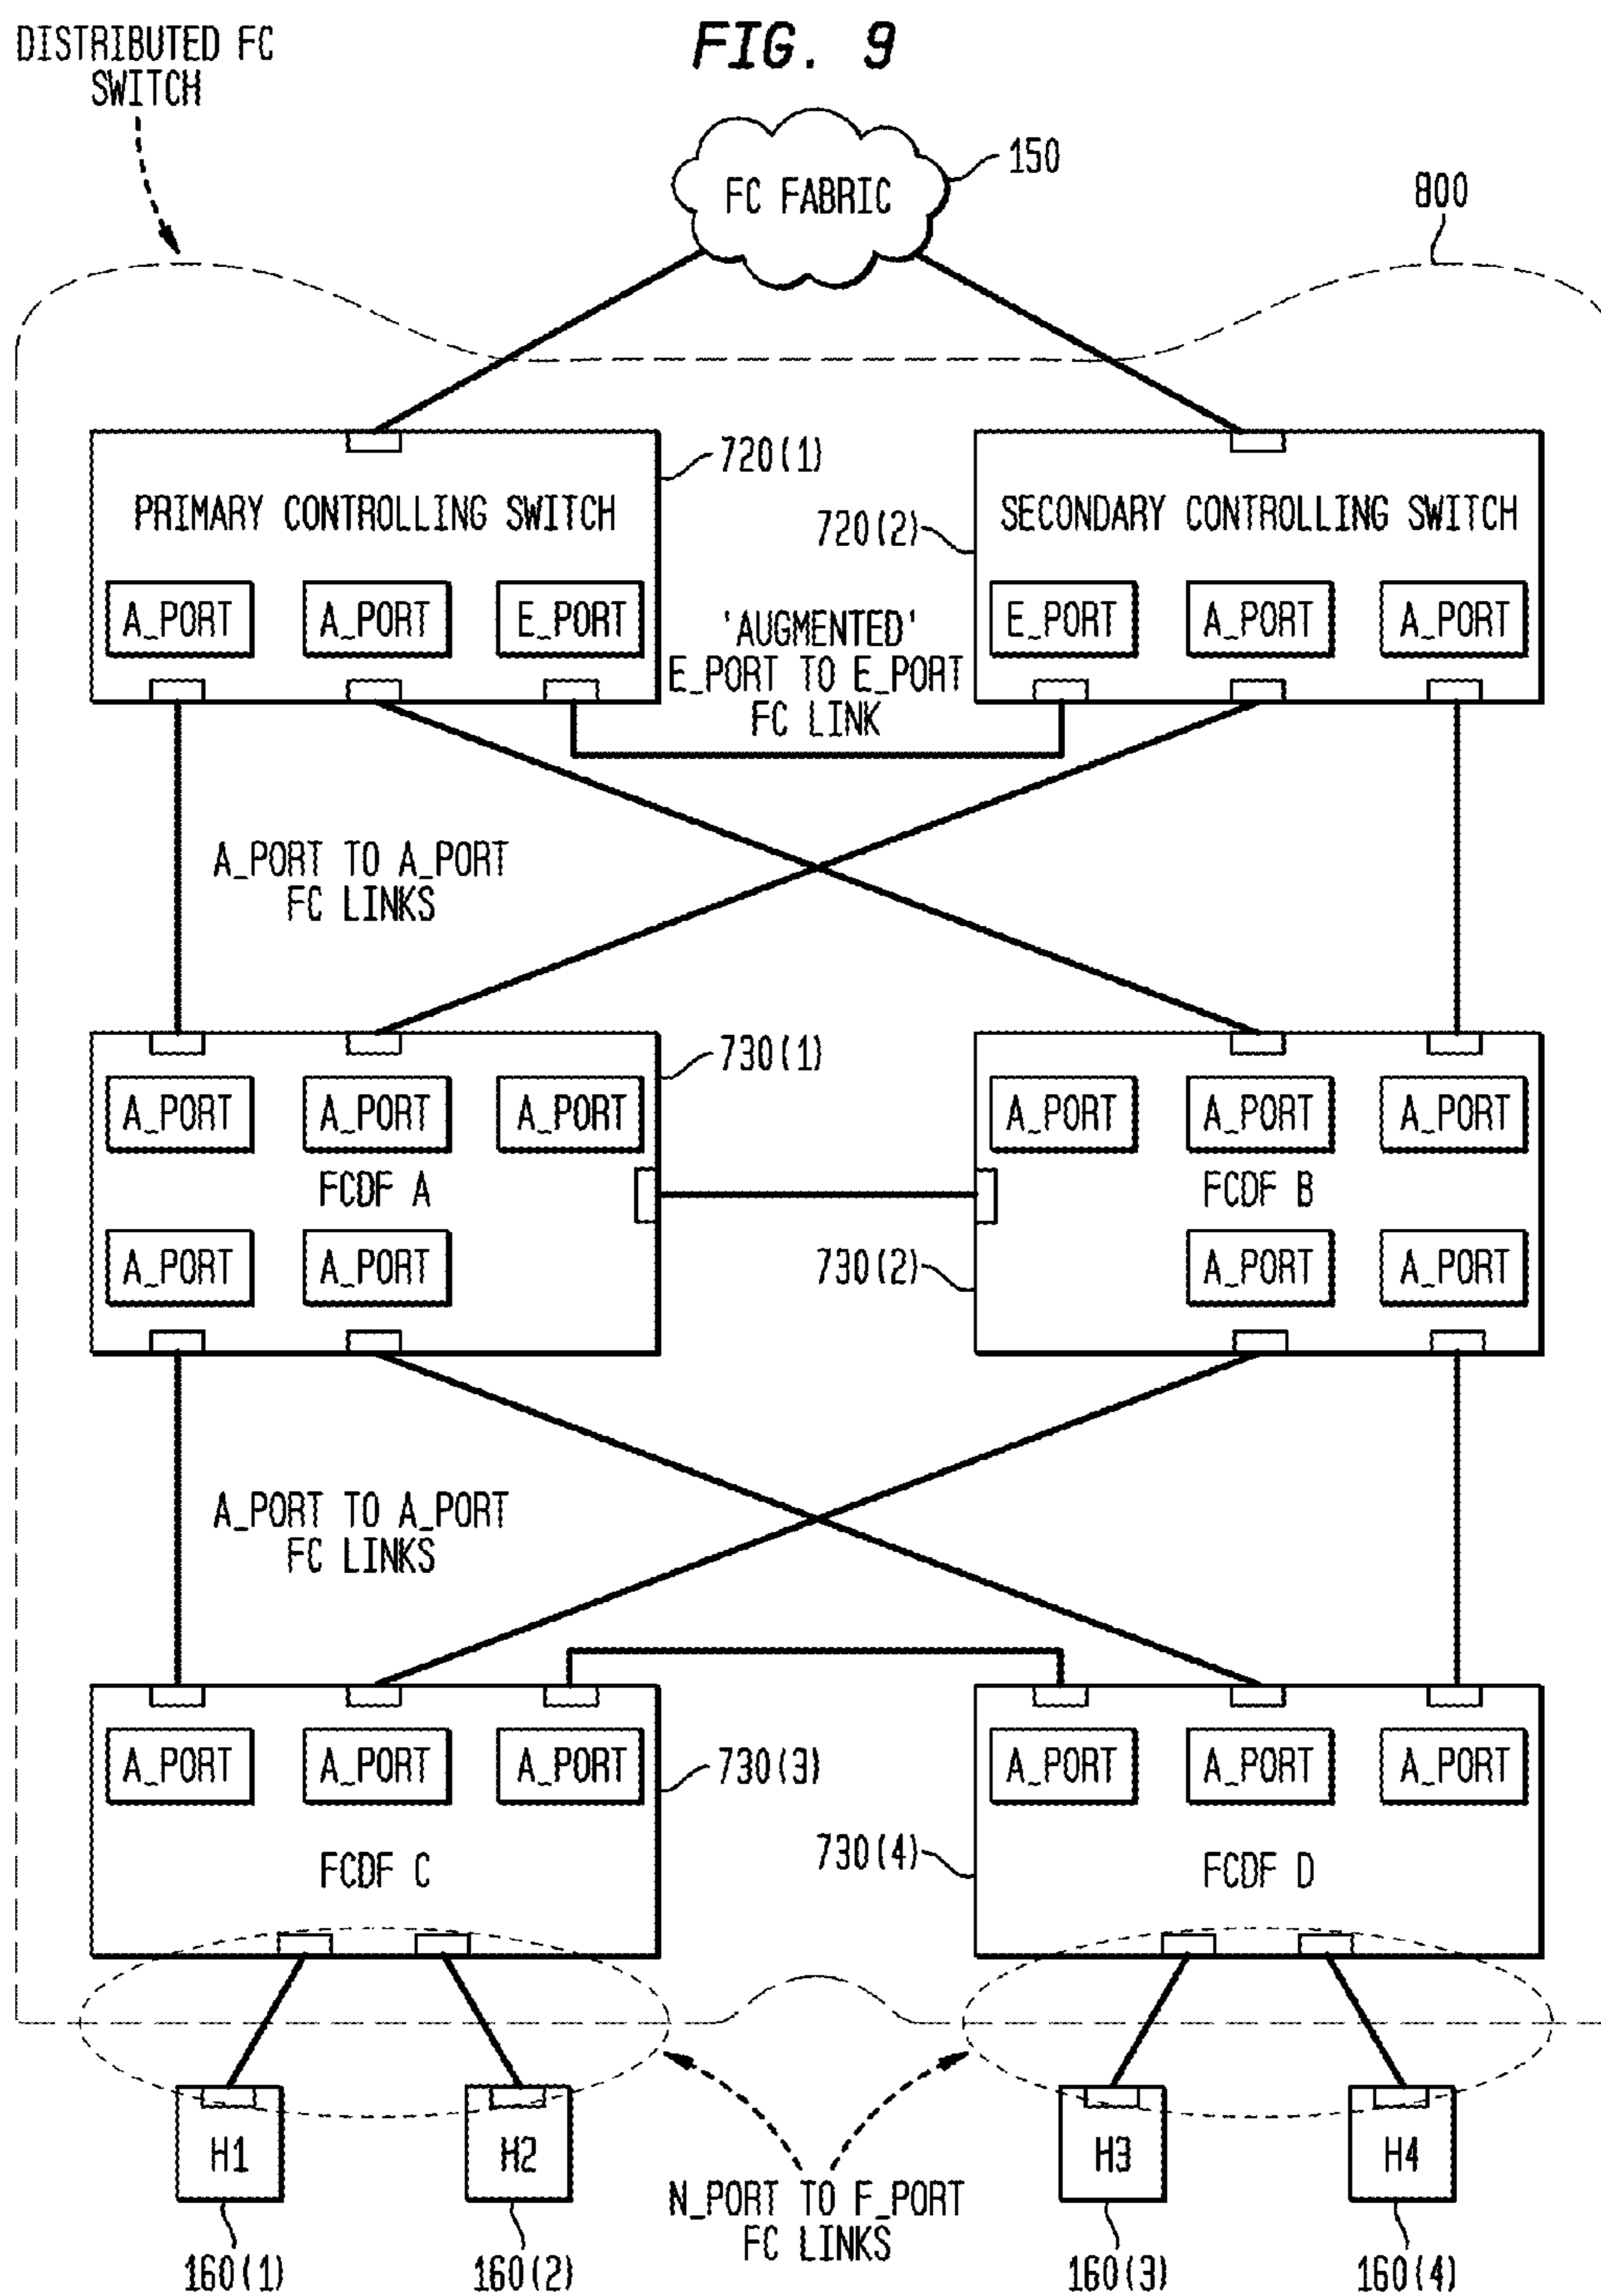 DISTRIBUTED FC
SWITCH
FIG. 9
FC FABRIC
150
800
720(1)
PRIMARY CONTROLLING SWITCH
720(2)
SECONDARY CONTROLLING SWITCH
A_PORT
A_PORT
E_PORT
'AUGMENTED'
E_PORT TO E_PORT
FC LINK
E_PORT
A_PORT
A_PORT
A_PORT TO A_PORT
FC LINKS
730(1)
A_PORT
A_PORT
A_PORT
FCDF A
A_PORT
A_PORT
A_PORT
A_PORT
A_PORT
FCDF B
730(2)
A_PORT
A_PORT
A_PORT TO A_PORT
FC LINKS
A_PORT
A_PORT
A_PORT
730(3)
FCDF C
A_PORT
A_PORT
A_PORT
730(4)
FCDF D
H1
H2
H3
H4
N_PORT TO F_PORT
FC LINKS
160(1)
160(2)
160(3)
160(4)